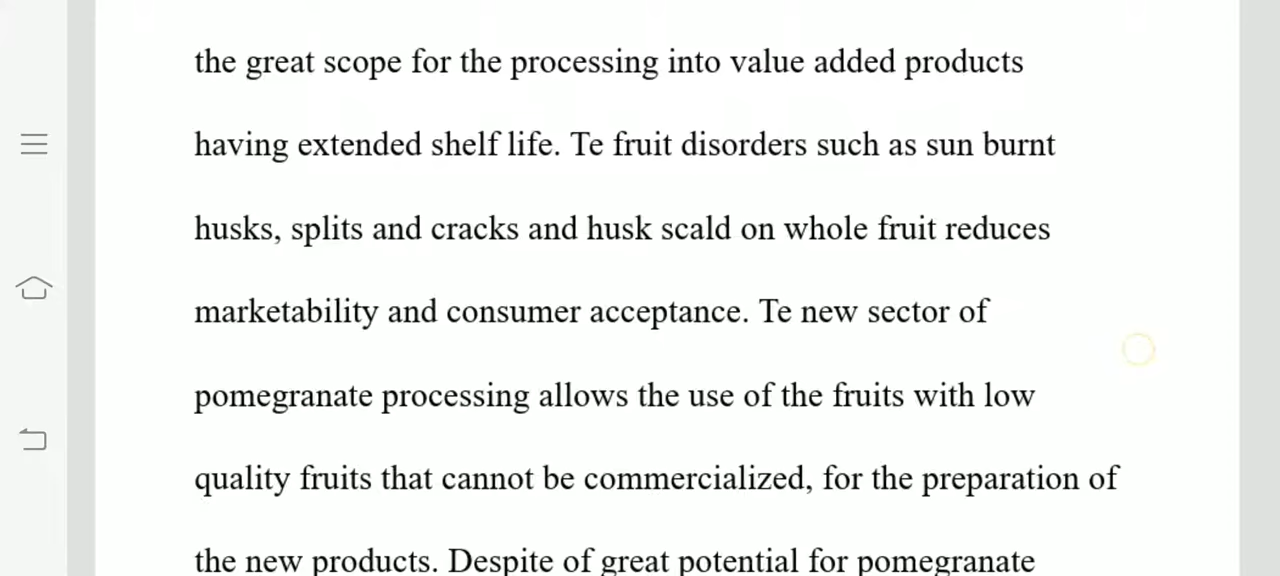 the great scope for the processing into value added products
having extended shelf life. Te fruit disorders such as sun burnt
husks, splits and cracks and husk scald on whole fruit reduces
marketability and consumer acceptance. Te new sector of
pomegranate processing allows the use of the fruits with low
quality fruits that cannot be commercialized, for the preparation of
the new products. Despite of great potential for pomegranate